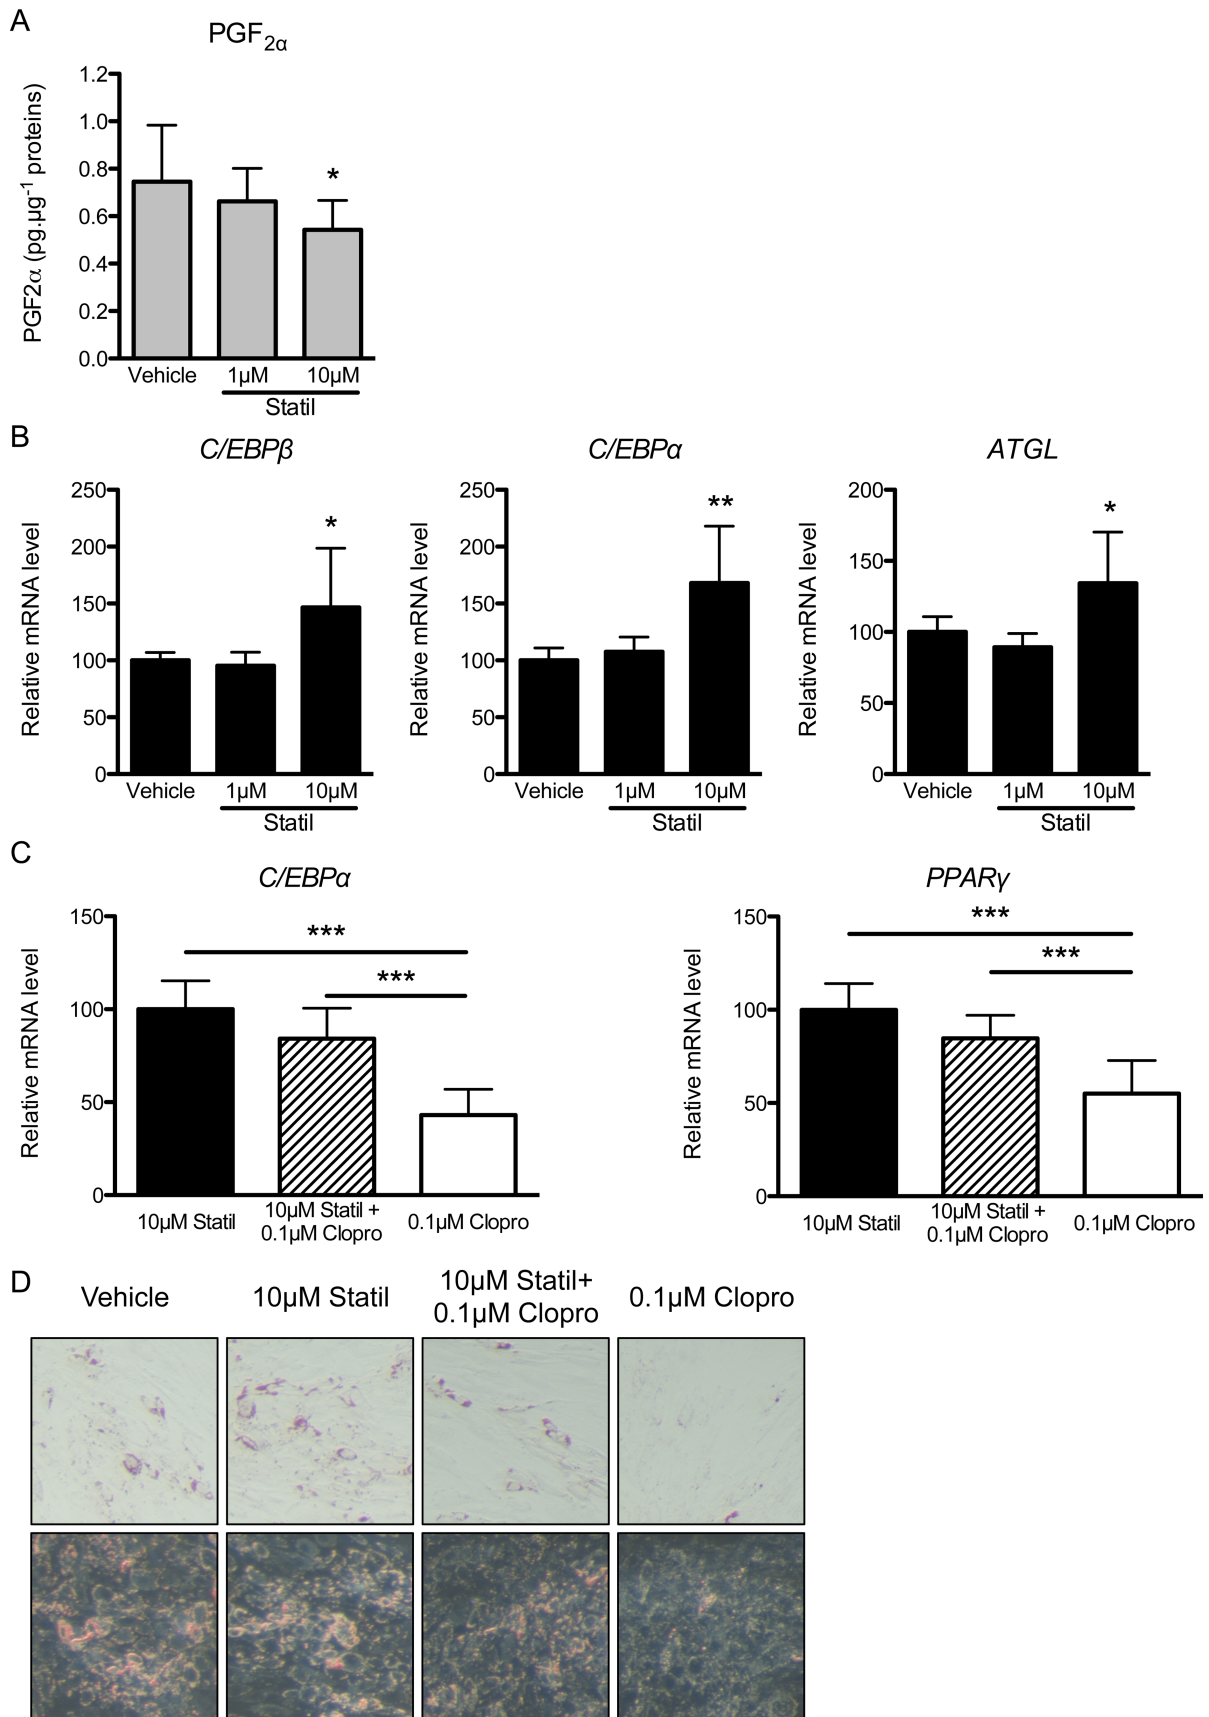 A
PGF2α
PGF2α (pg.µg-1 proteins)
1.2
1.0
0.8
0.6
0.4
0.2
0.0
*
Vehicle 1µM 10µM
Statil
B
C/EBPβ
Relative mRNA level
250
200
150
100
50
0
*
Vehicle 1µM 10µM
Statil
C/EBPα
Relative mRNA level
250
200
150
100
50
0
**
Vehicle 1µM 10µM
Statil
ATGL
Relative mRNA level
200
150
100
50
0
*
Vehicle 1µM 10µM
Statil
C
C/EBPα
Relative mRNA level
150
100
50
0
***
***
10µM Statil
10µM Statil +
0.1µM Clopro
0.1µM Clopro
PPARγ
Relative mRNA level
150
100
50
0
***
***
10µM Statil
10µM Statil +
0.1µM Clopro
0.1µM Clopro
D
Vehicle
10µM Statil
10µM Statil+
0.1µM Clopro
0.1µM Clopro